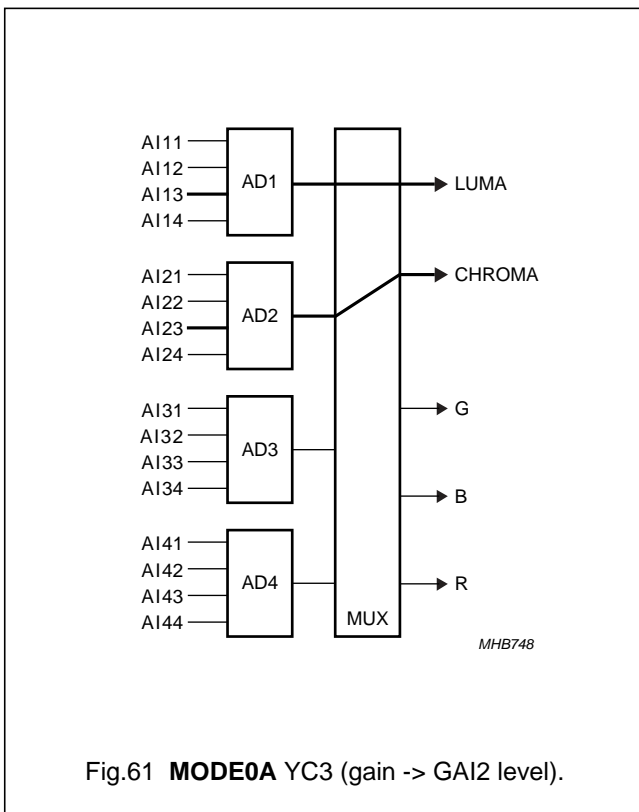 AI11
AI12
AI13
AI14
AD1
LUMA
AI21
AI22
AI23
AI24
AD2
CHROMA
AI31
AI32
AI33
AI34
AD3
G
B
AI41
AI42
AI43
AI44
AD4
R
MUX
MHB748
Fig.61 MODE0A YC3 (gain -> GAI2 level).